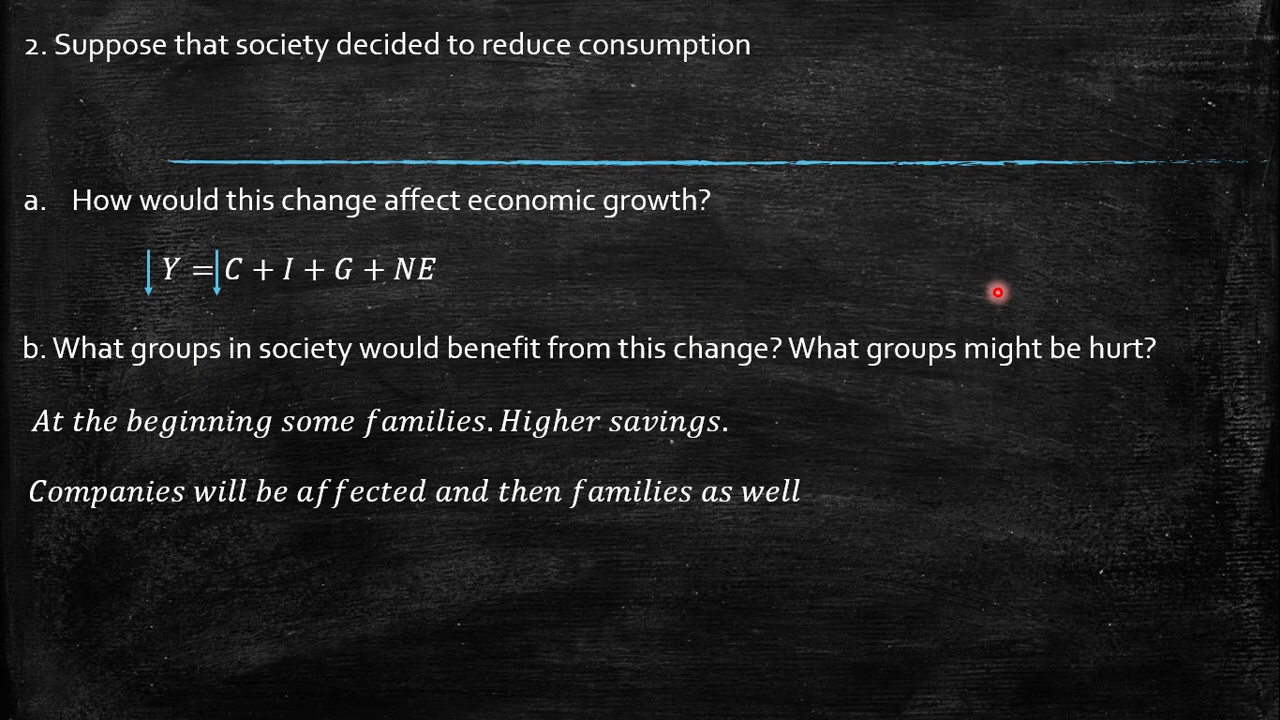 2. Suppose that society decided to reduce consumption
a. How would this change affect economic growth?
Y = C + I + G + NE
b. What groups in society would benefit from this change? What groups might be hurt?
At the beginning some families. Higher savings.
Companies will be affected and then families as well